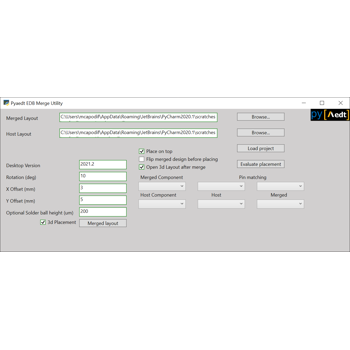 Pyaedt EDB Merge Utility
py Aedt
Merged Layout C:\Users\mcapodif\AppData\Roaming\JetBrains\PyCharm2020.1\scratches Browse...
Host Layout C:\Users\mcapodif\AppData\Roaming\JetBrains\PyCharm2020.1\scratches Browse...
Place on top Load project
Flip merged design before placing
Desktop Version 2021.2 Open 3d Layout after merge Evaluate placement
Rotation (deg) 10 Merged Component Pin matching
X Offset (mm)
Host Component Host Merged
Y Offset (mm) 5
Optional Solder ball height (um) 200
3d Placement Merged layout